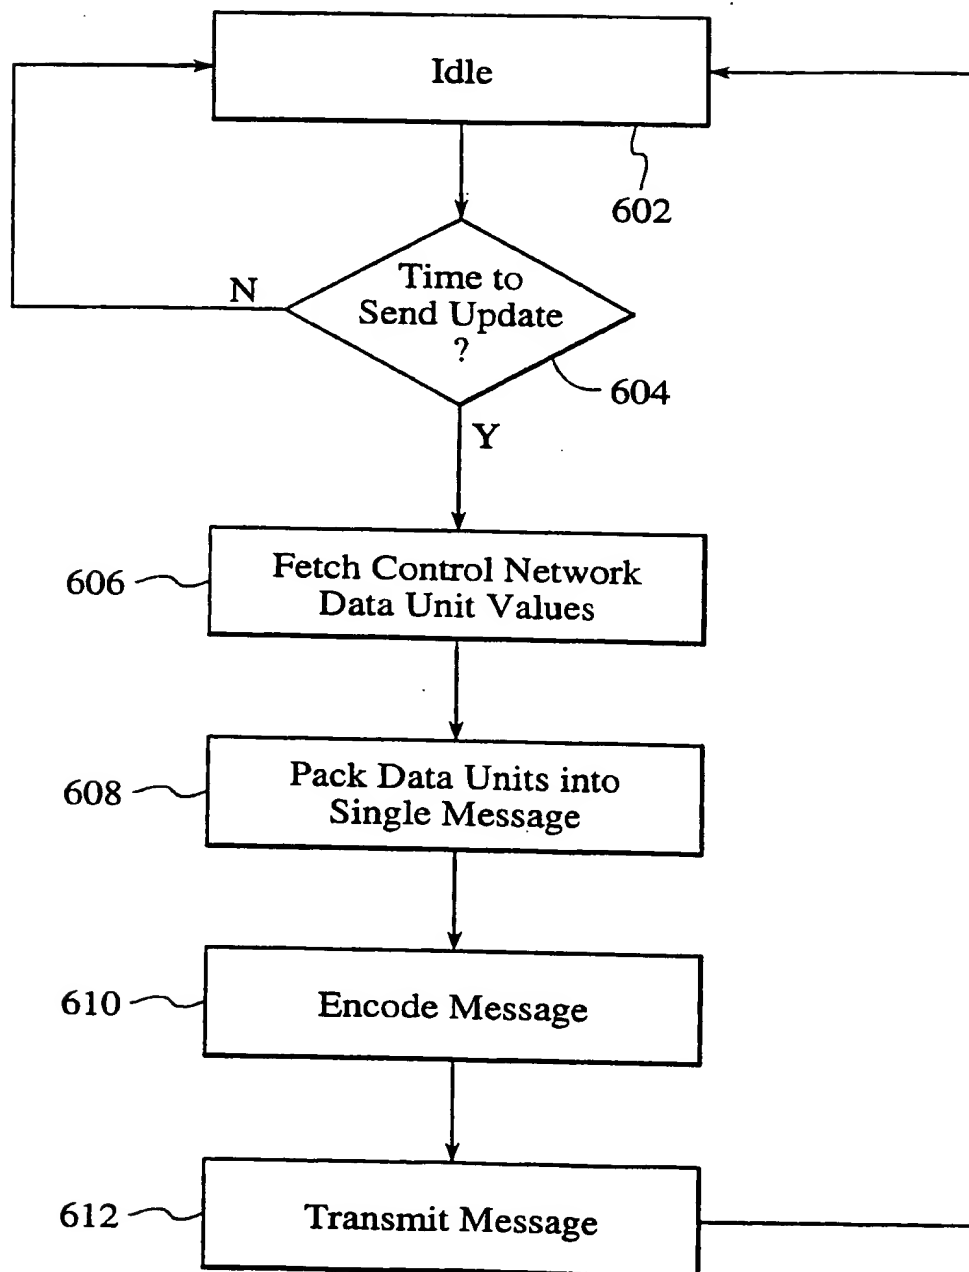 Idle
602
Time to
Send Update
?
N
604
Y
606
Fetch Control Network
Data Unit Values
608
Pack Data Units into
Single Message
610
Encode Message
612
Transmit Message